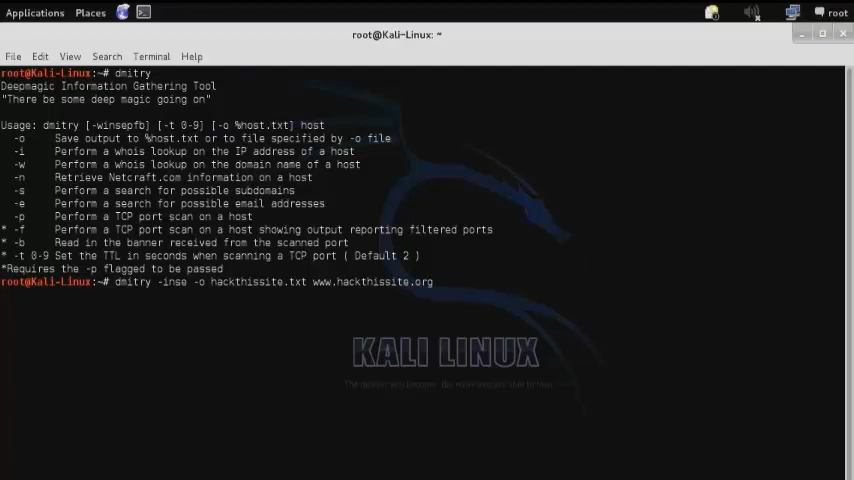 Applications Places root
root@Kali-Linux: ~
File Edit View Search Terminal Help
root@Kali-Linux:~# dmitry
Deepmagic Information Gathering Tool
"There be some deep magic going on"
Usage: dmitry [-winsepfb] [-t 0-9] [-o %host.txt] host
-o Save output to %host.txt or to file specified by -o file
-i Perform a whois lookup on the IP address of a host
-w Perform a whois lookup on the domain name of a host
-n Retrieve Netcraft.com information on a host
-s Perform a search for possible subdomains
-e Perform a search for possible email addresses
-p Perform a TCP port scan on a host
* -f Perform a TCP port scan on a host showing output reporting filtered ports
* -b Read in the banner received from the scanned port
* -t 0-9 Set the TTL in seconds when scanning a TCP port ( Default 2 )
*Requires the -p flagged to be passed
root@Kali-Linux:~# dmitry -inse -o hackthissite.txt www.hackthissite.org
KALI LINUX